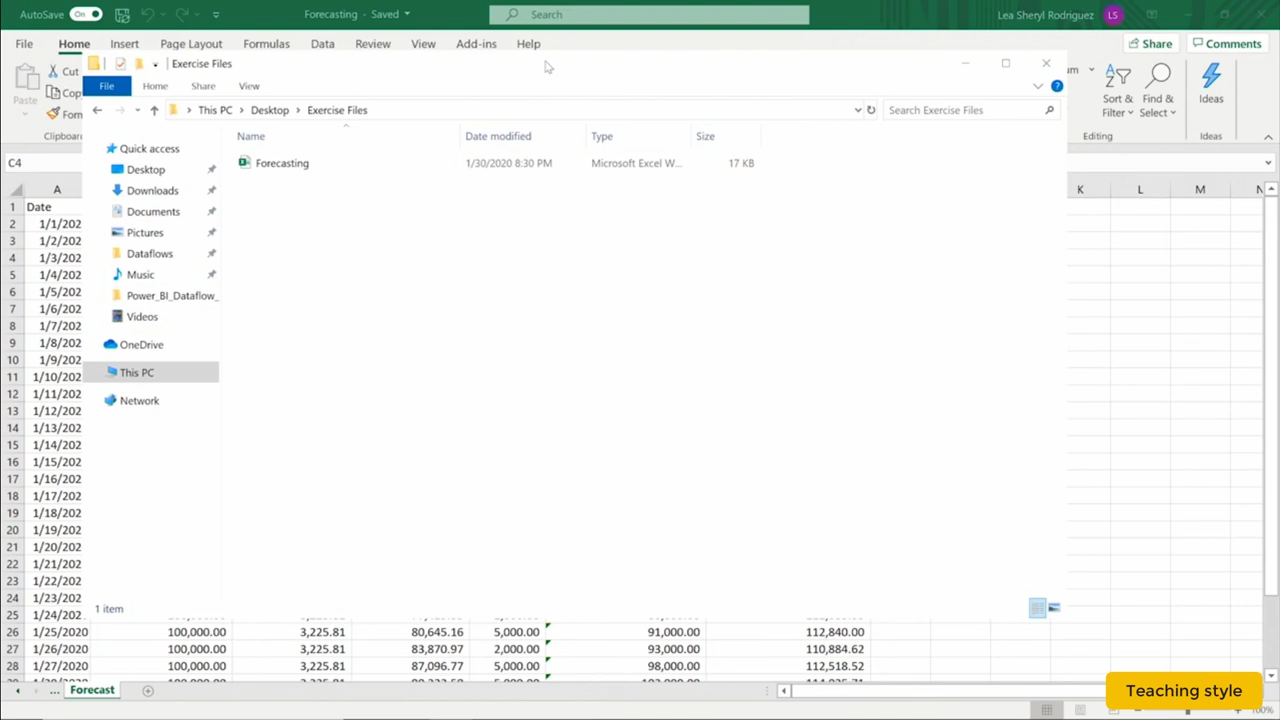 AutoSave On Forecasting - Saved Search Lea Sheryl Rodriguez LS
File Home Insert Page Layout Formulas Data Review View Add-ins Help Share Comments
Exercise Files
Paste Cut
Cop
Form
Clipboar
Sort & Filter
Find & Select
Ideas
Editing Ideas
File Home Share View
This PC > Desktop > Exercise Files Search Exercise Files
C4
Name Date modified Type Size
Forecasting 1/30/2020 8:30 PM Microsoft Excel W... 17 KB
Quick access
Desktop
Downloads
Documents
Pictures
Dataflows
Music
Power_BI_Dataflow_
Videos
OneDrive
This PC
Network
1 item
A K L M N
1 Date
2 1/1/202
3 1/2/202
4 1/3/202
5 1/4/202
6 1/5/202
7 1/6/202
8 1/7/202
9 1/8/202
10 1/9/202
11 1/10/202
12 1/11/202
13 1/12/202
14 1/13/202
15 1/14/202
16 1/15/202
17 1/16/202
18 1/17/202
19 1/18/202
20 1/19/202
21 1/20/202
22 1/21/202
23 1/22/202
24 1/23/202
25 1/24/202
26 1/25/2020 100,000.00 3,225.81 80,645.16 5,000.00 91,000.00 112,840.00
27 1/26/2020 100,000.00 3,225.81 83,870.97 2,000.00 93,000.00 110,884.62
28 1/27/2020 100,000.00 3,225.81 87,096.77 5,000.00 98,000.00 112,518.52
... Forecast
Teaching style
100%